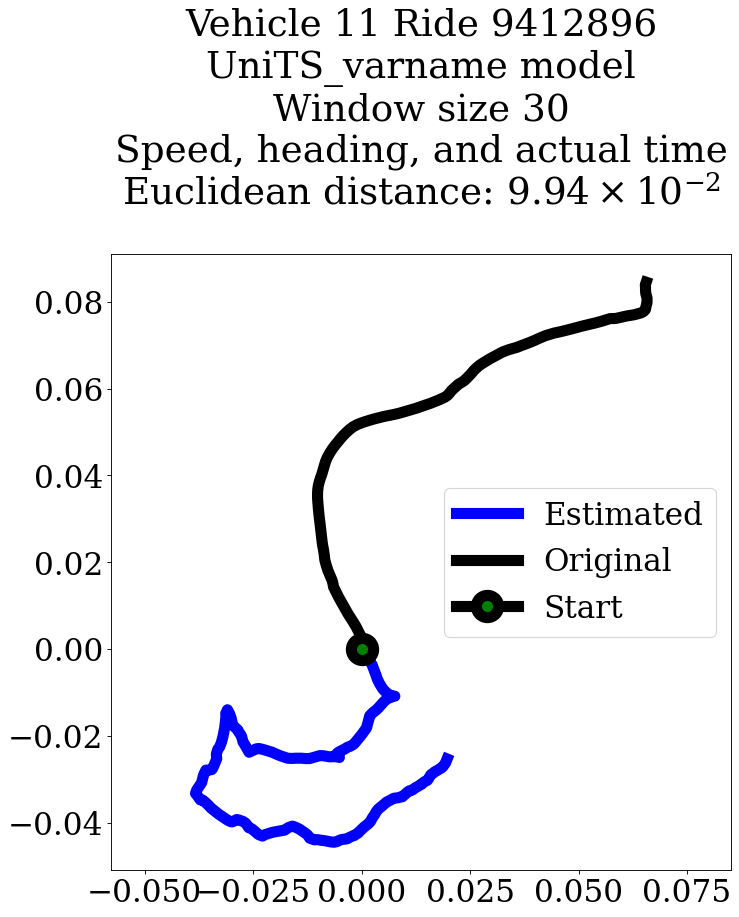 Vehicle 11 Ride 9412896
UniTS_varname model
Window size 30
Speed, heading, and actual time
Euclidean distance: 9.94 × 10⁻²
0.08
0.06
0.04
Estimated
0.02
Original
Start
0.00
−0.02
−0.04
−0.050 −0.025 0.000 0.025 0.050 0.075